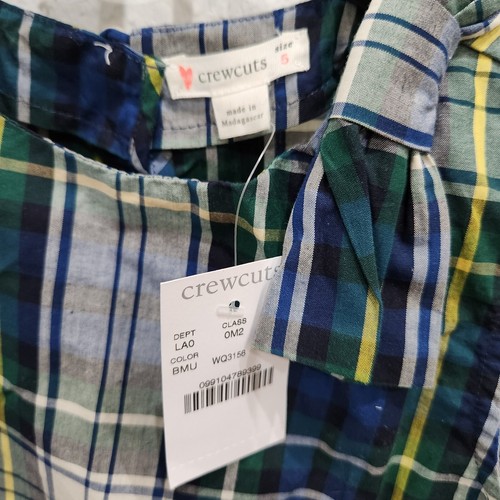 crewcuts
size
5
made in
Madagascar
crewcuts
DEPT
LA0
CLASS
0M2
COLOR
BMU
WQ3156
099104789399